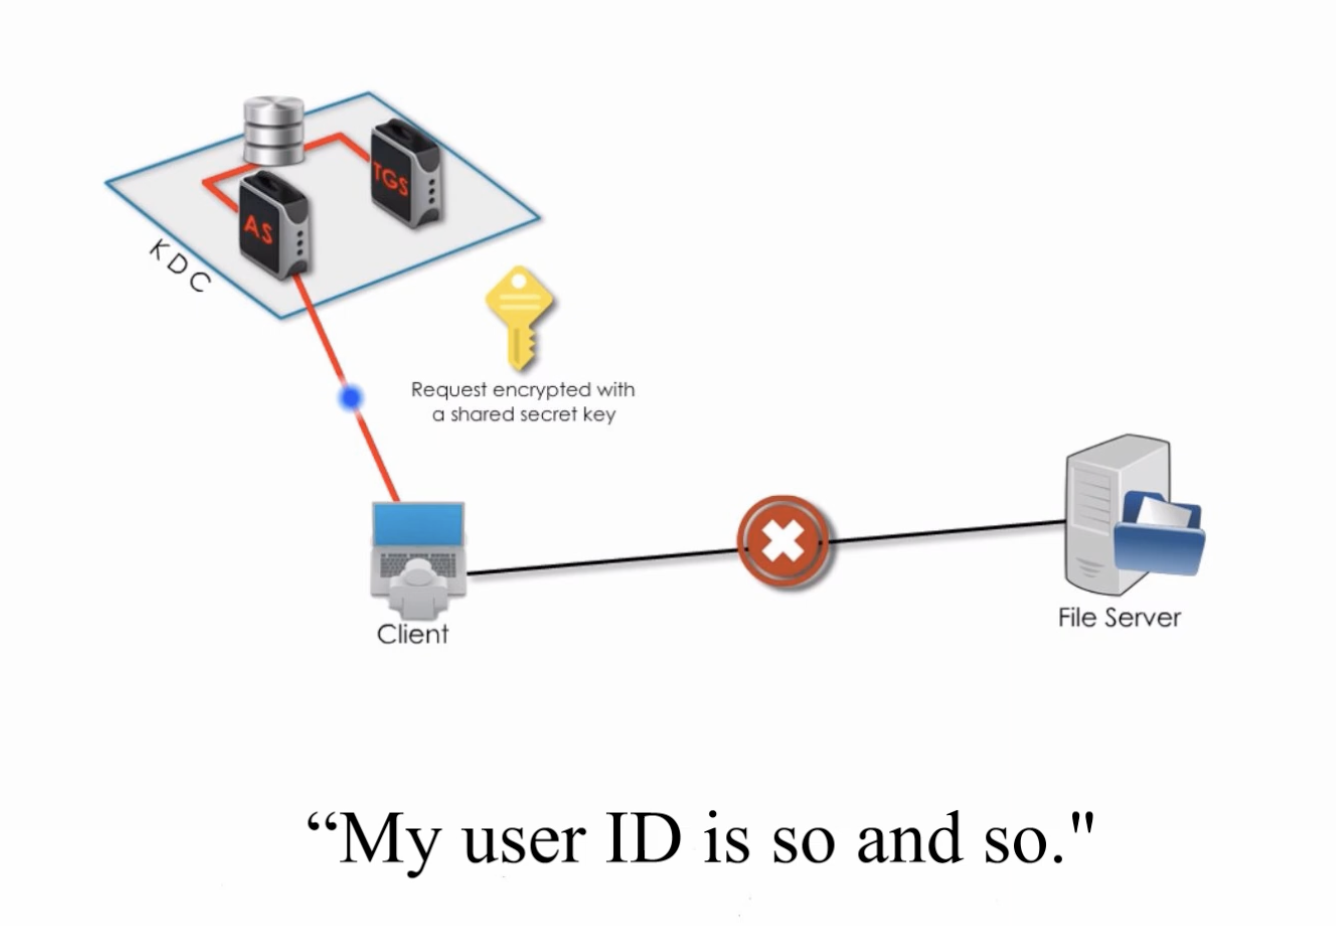 TGS
AS
KDC
Request encrypted with
a shared secret key
Client
File Server
“My user ID is so and so."